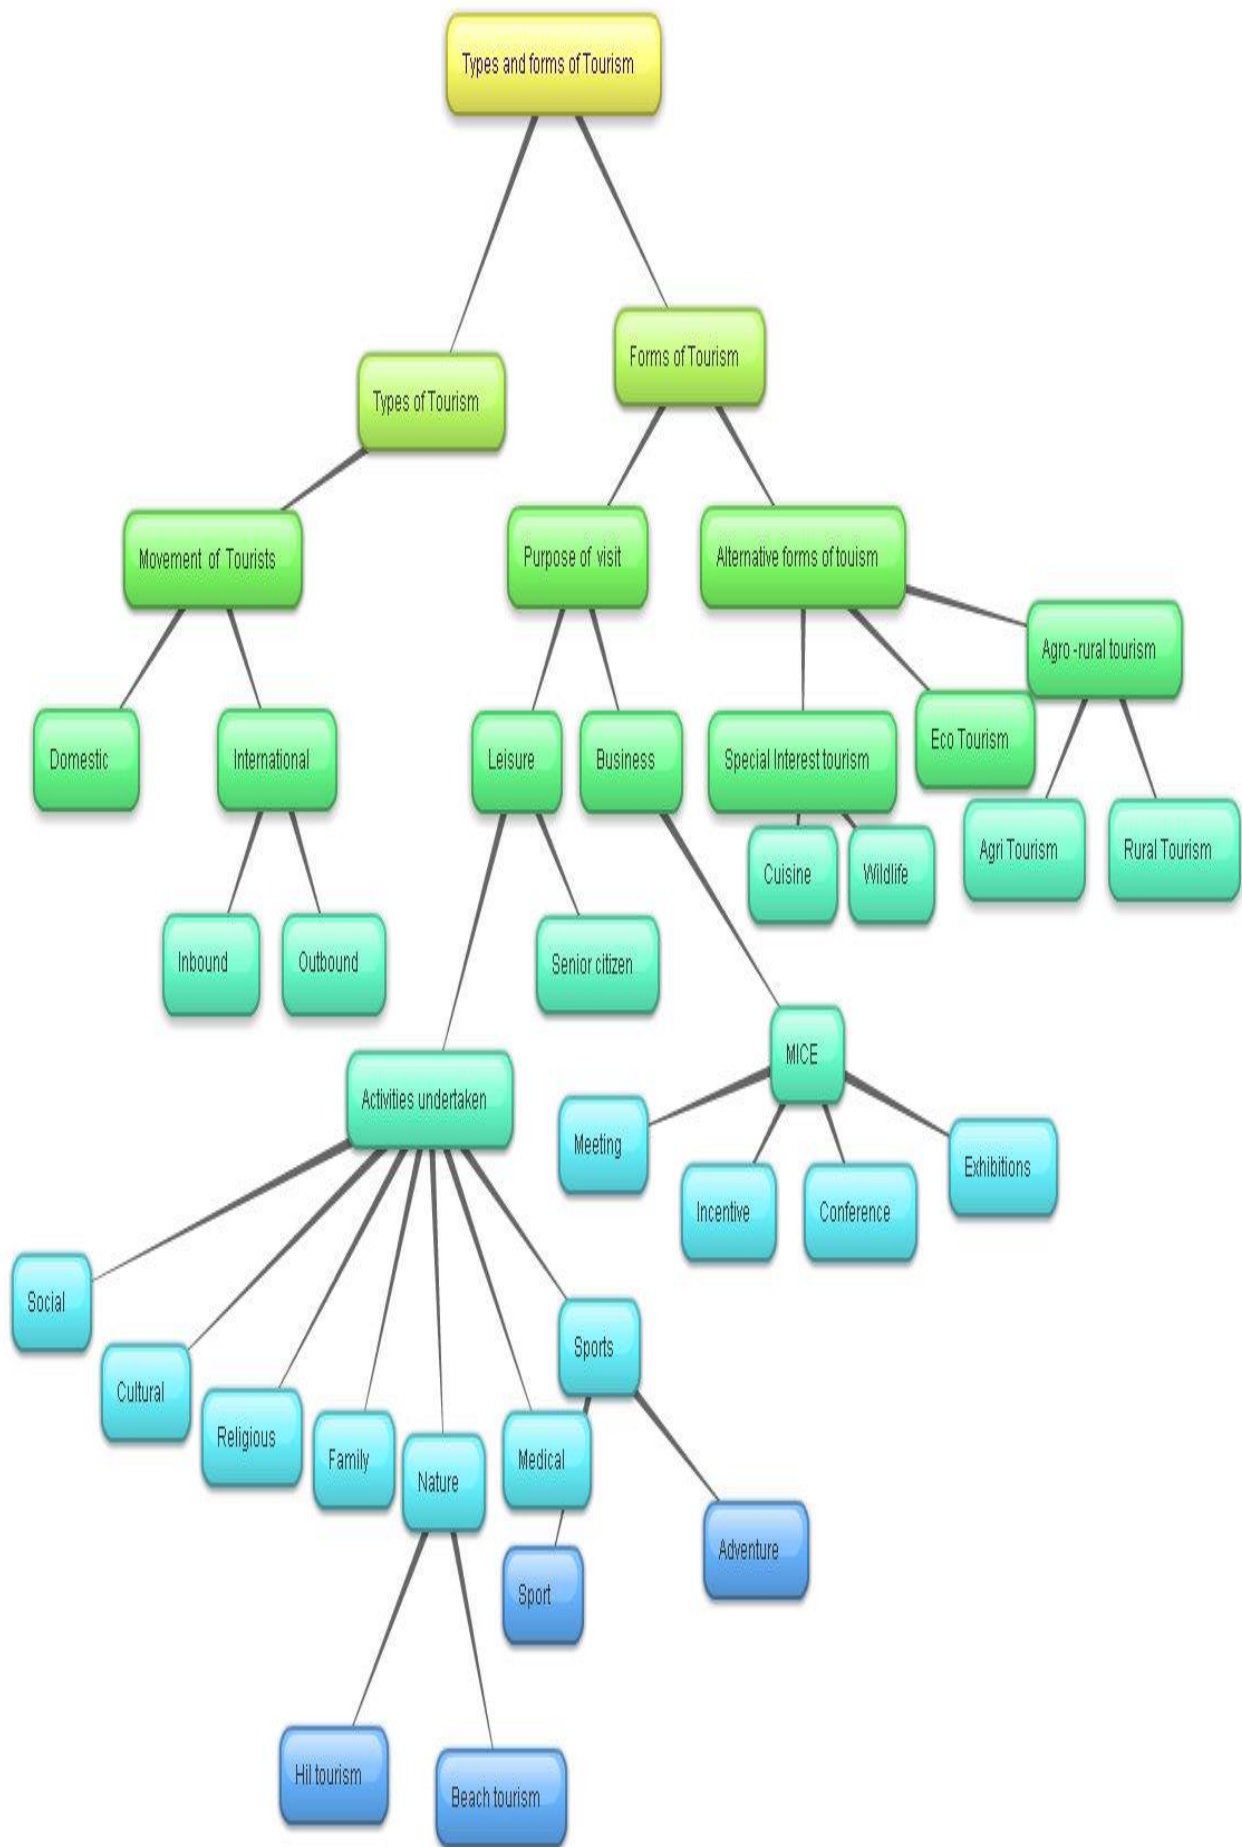 Types and forms of Tourism
Forms of Tourism
Types of Tourism
Movement of Tourists
Purpose of visit
Alternative forms of touism
Agro -rural tourism
Domestic
International
Leisure
Business
Special Interest tourism
Eco Tourism
Agri Tourism
Rural Tourism
Cuisine
Wildlife
Inbound
Outbound
Senior citizen
MICE
Activities undertaken
Meeting
Incentive
Conference
Exhibitions
Social
Cultural
Religious
Family
Nature
Medical
Sports
Sport
Adventure
Hil tourism
Beach tourism